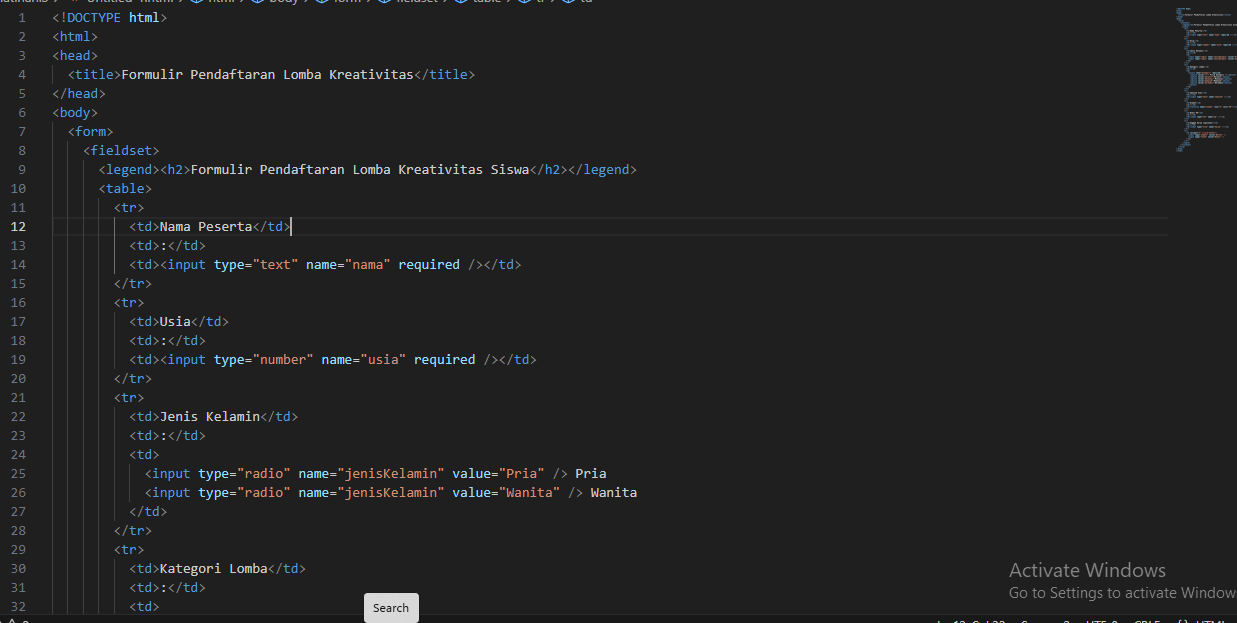 1 <!DOCTYPE html>
2 <html>
3 <head>
4 <title>Formulir Pendaftaran Lomba Kreativitas</title>
5 </head>
6 <body>
7 <form>
8 <fieldset>
9 <legend><h2>Formulir Pendaftaran Lomba Kreativitas Siswa</h2></legend>
10 <table>
11 <tr>
12 <td>Nama Peserta</td>
13 <td>:</td>
14 <td><input type="text" name="nama" required /></td>
15 </tr>
16 <tr>
17 <td>Usia</td>
18 <td>:</td>
19 <td><input type="number" name="usia" required /></td>
20 </tr>
21 <tr>
22 <td>Jenis Kelamin</td>
23 <td>:</td>
24 <td>
25 <input type="radio" name="jenisKelamin" value="Pria" /> Pria
26 <input type="radio" name="jenisKelamin" value="Wanita" /> Wanita
27 </td>
28 </tr>
29 <tr>
30 <td>Kategori Lomba</td>
31 <td>:</td>
32 <td>
Activate Windows
Go to Settings to activate Window
Search